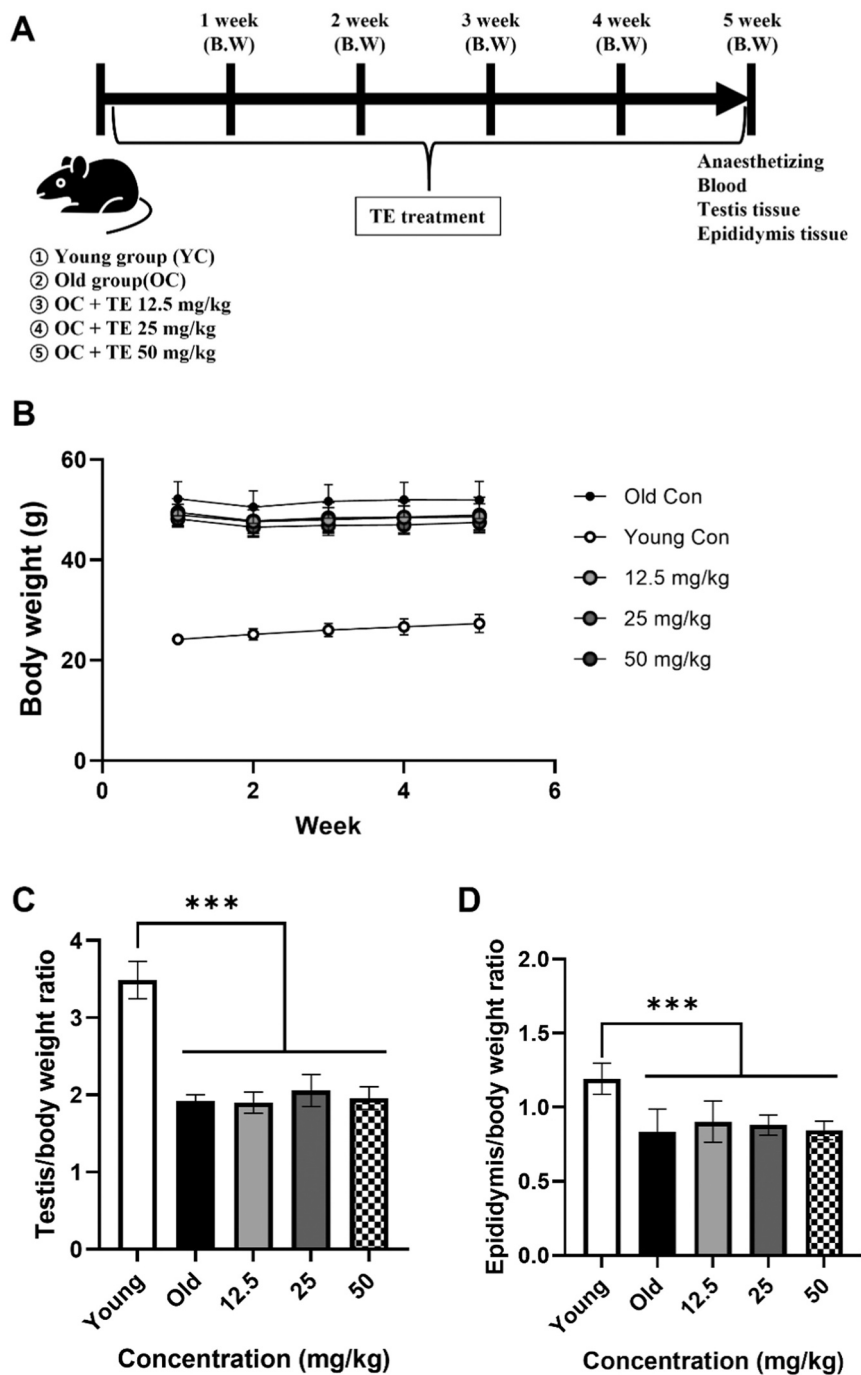 A
1 week 2 week 3 week 4 week 5 week
(B.W) (B.W) (B.W) (B.W) (B.W)
TE treatment
Anaesthetizing
Blood
Testis tissue
Epididymis tissue
① Young group (YC)
② Old group(OC)
③ OC + TE 12.5 mg/kg
④ OC + TE 25 mg/kg
⑤ OC + TE 50 mg/kg
B
Body weight (g)
60
40
20
0
0 2 4 6
Week
Old Con
Young Con
12.5 mg/kg
25 mg/kg
50 mg/kg
C
Testis/body weight ratio
4
3
2
1
0
***
Young Old 12.5 25 50
Concentration (mg/kg)
D
Epididymis/body weight ratio
2.0
1.5
1.0
0.5
0.0
***
Young Old 12.5 25 50
Concentration (mg/kg)